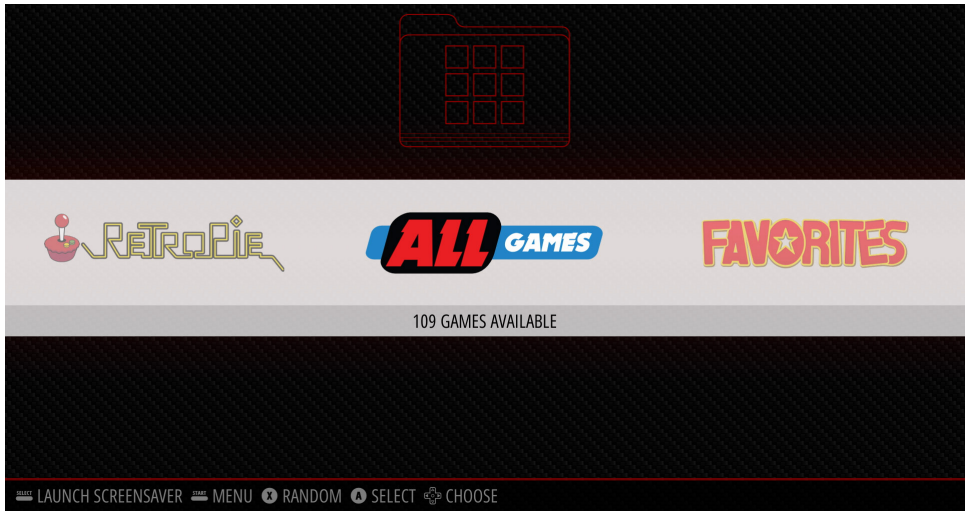 RETROPIE
ALL GAMES
FAVORITES
109 GAMES AVAILABLE
SELECT LAUNCH SCREENSAVER START MENU X RANDOM A SELECT CHOOSE